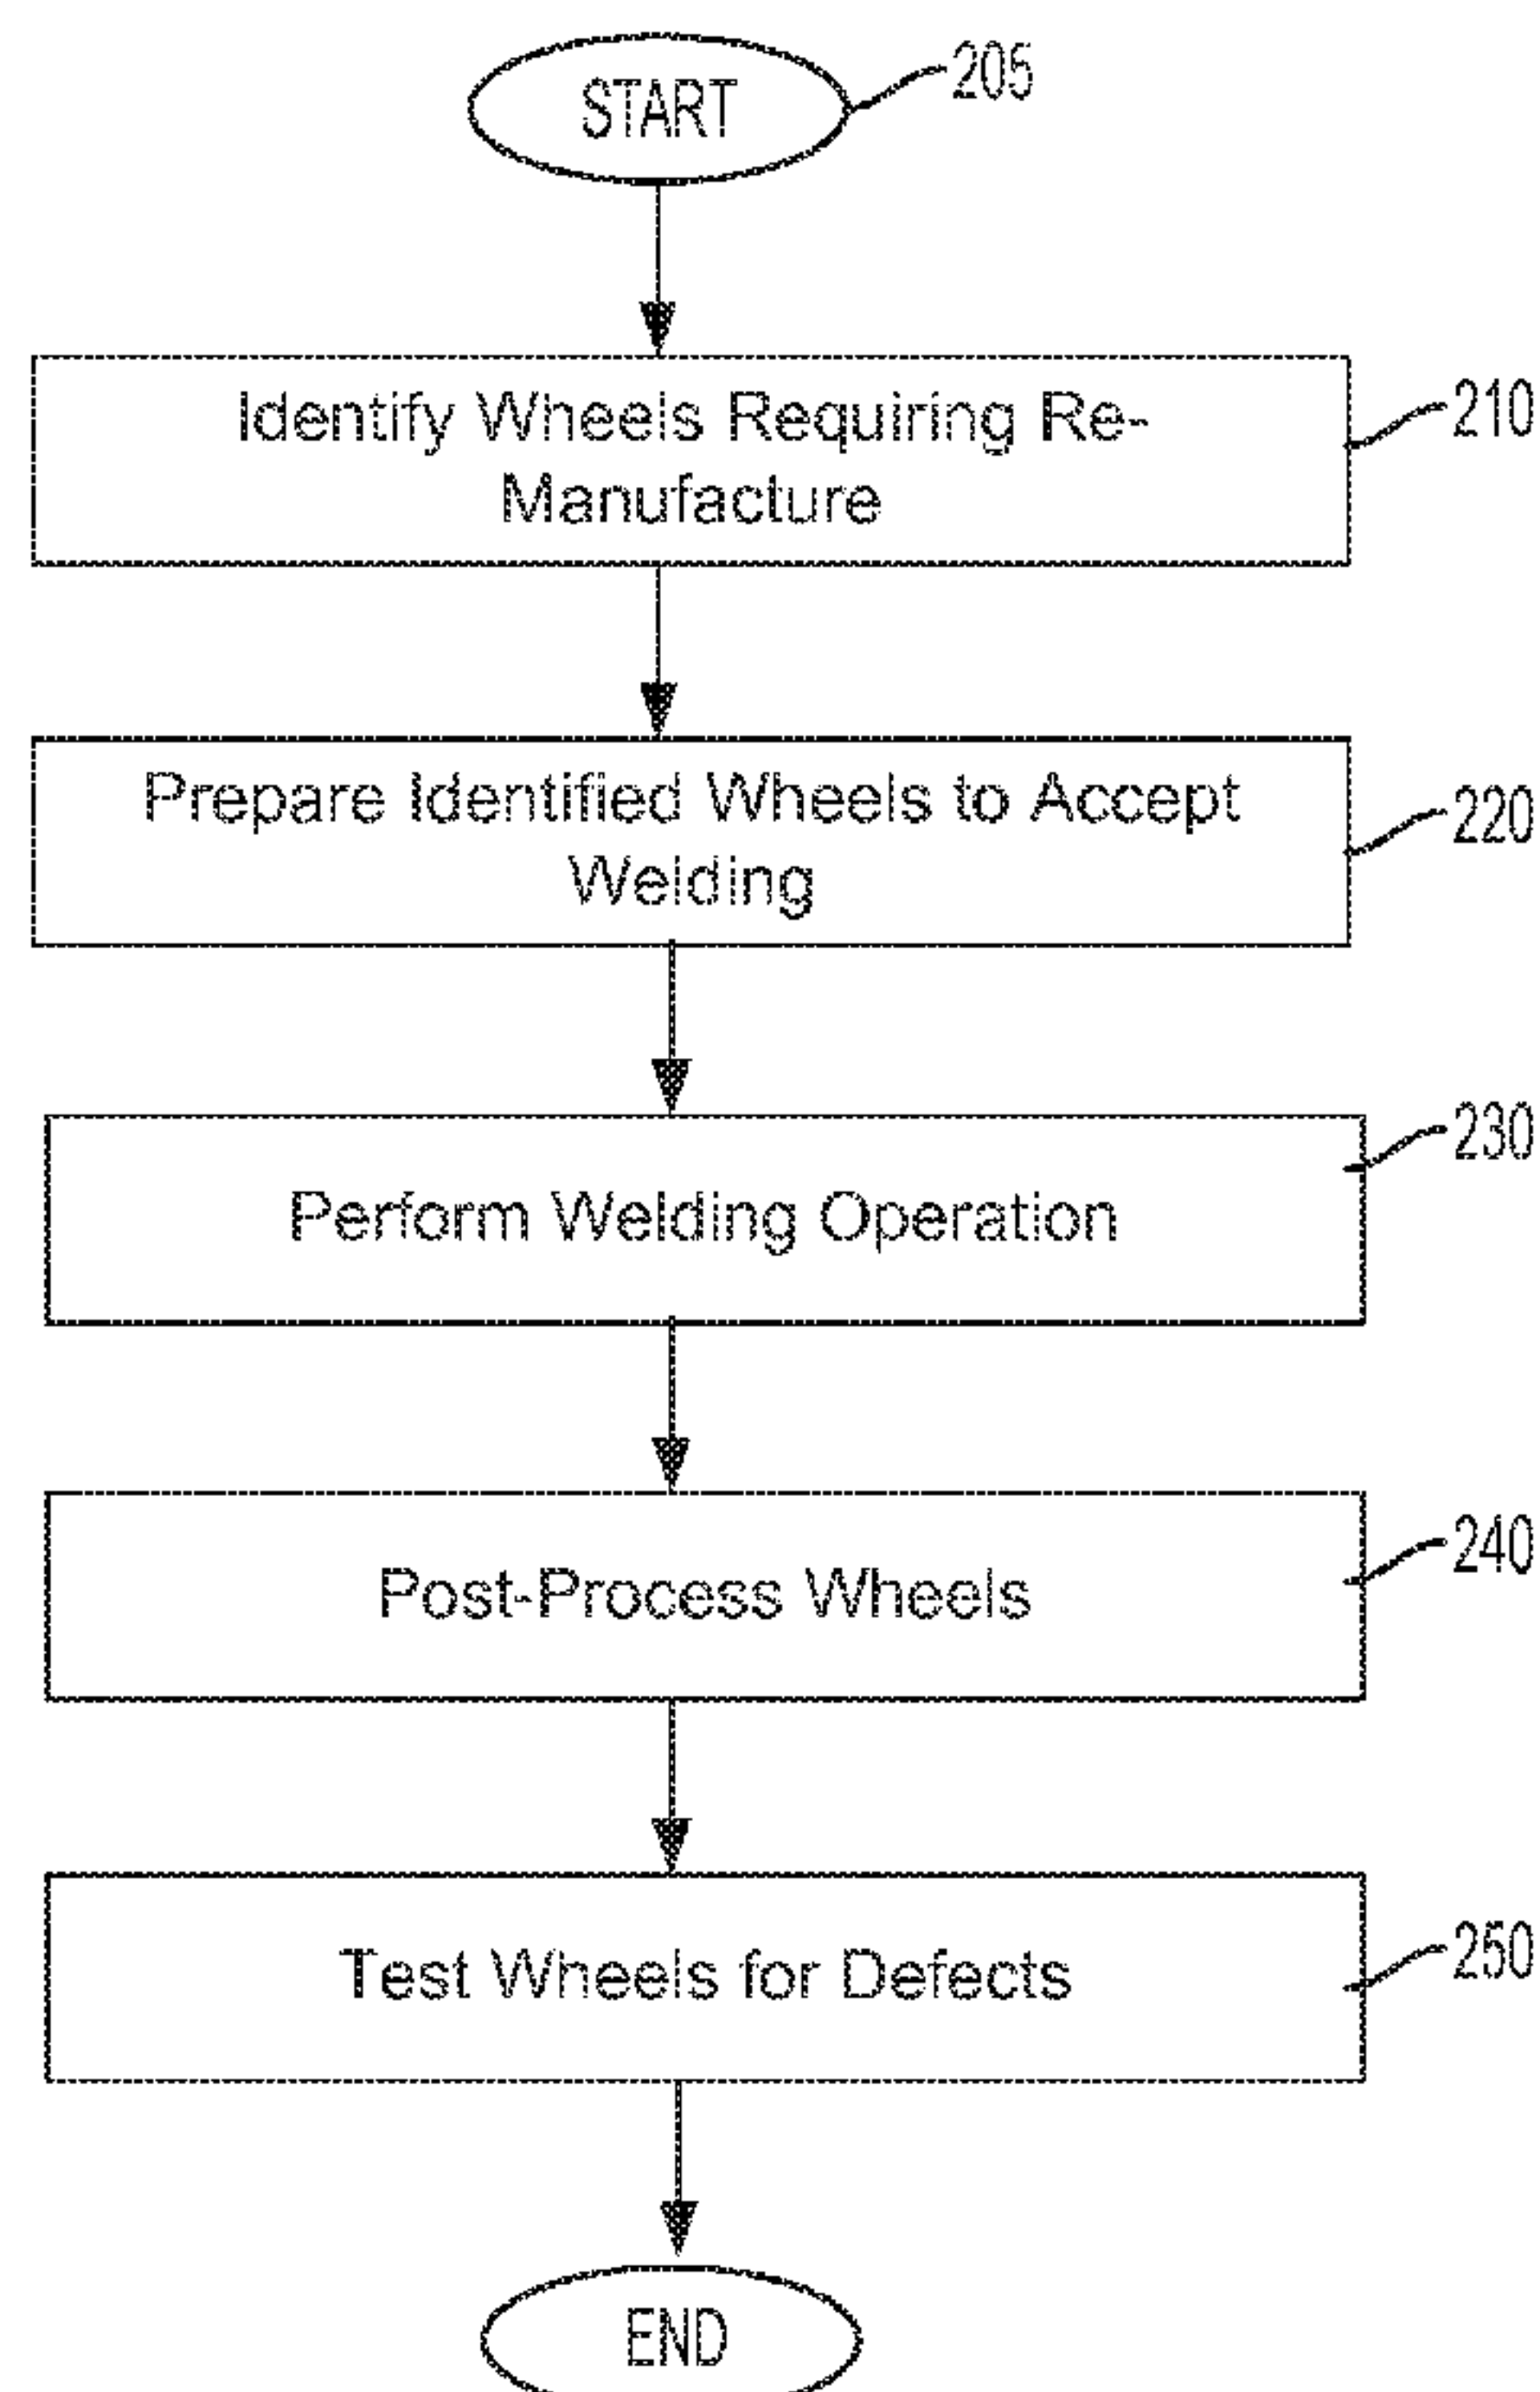 START
205
Identify Wheels Requiring Re-
Manufacture
210
Prepare Identified Wheels to Accept
Welding
220
Perform Welding Operation
230
Post-Process Wheels
240
Test Wheels for Defects
250
END